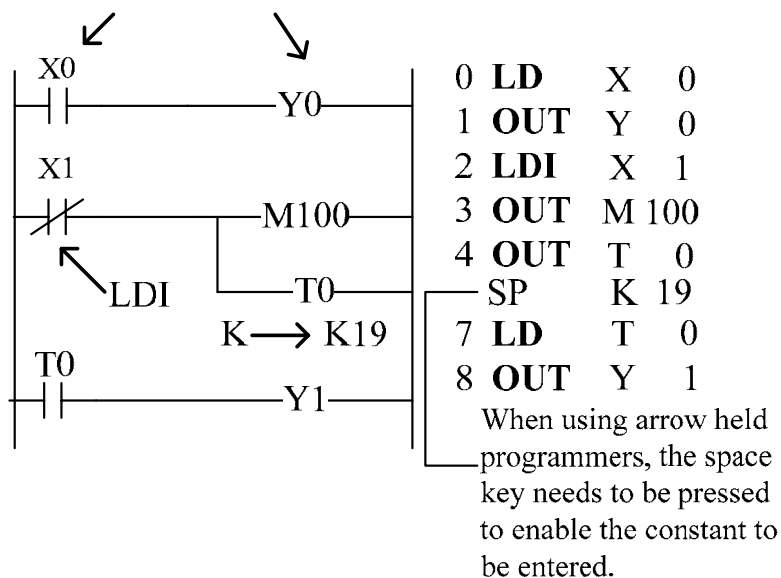 X0
Y0
X1
M100
LDI
T0
K K19
T0
Y1
0 LD X 0
1 OUT Y 0
2 LDI X 1
3 OUT M 100
4 OUT T 0
SP K 19
7 LD T 0
8 OUT Y 1
When using arrow held
programmers, the space
key needs to be pressed
to enable the constant to
be entered.